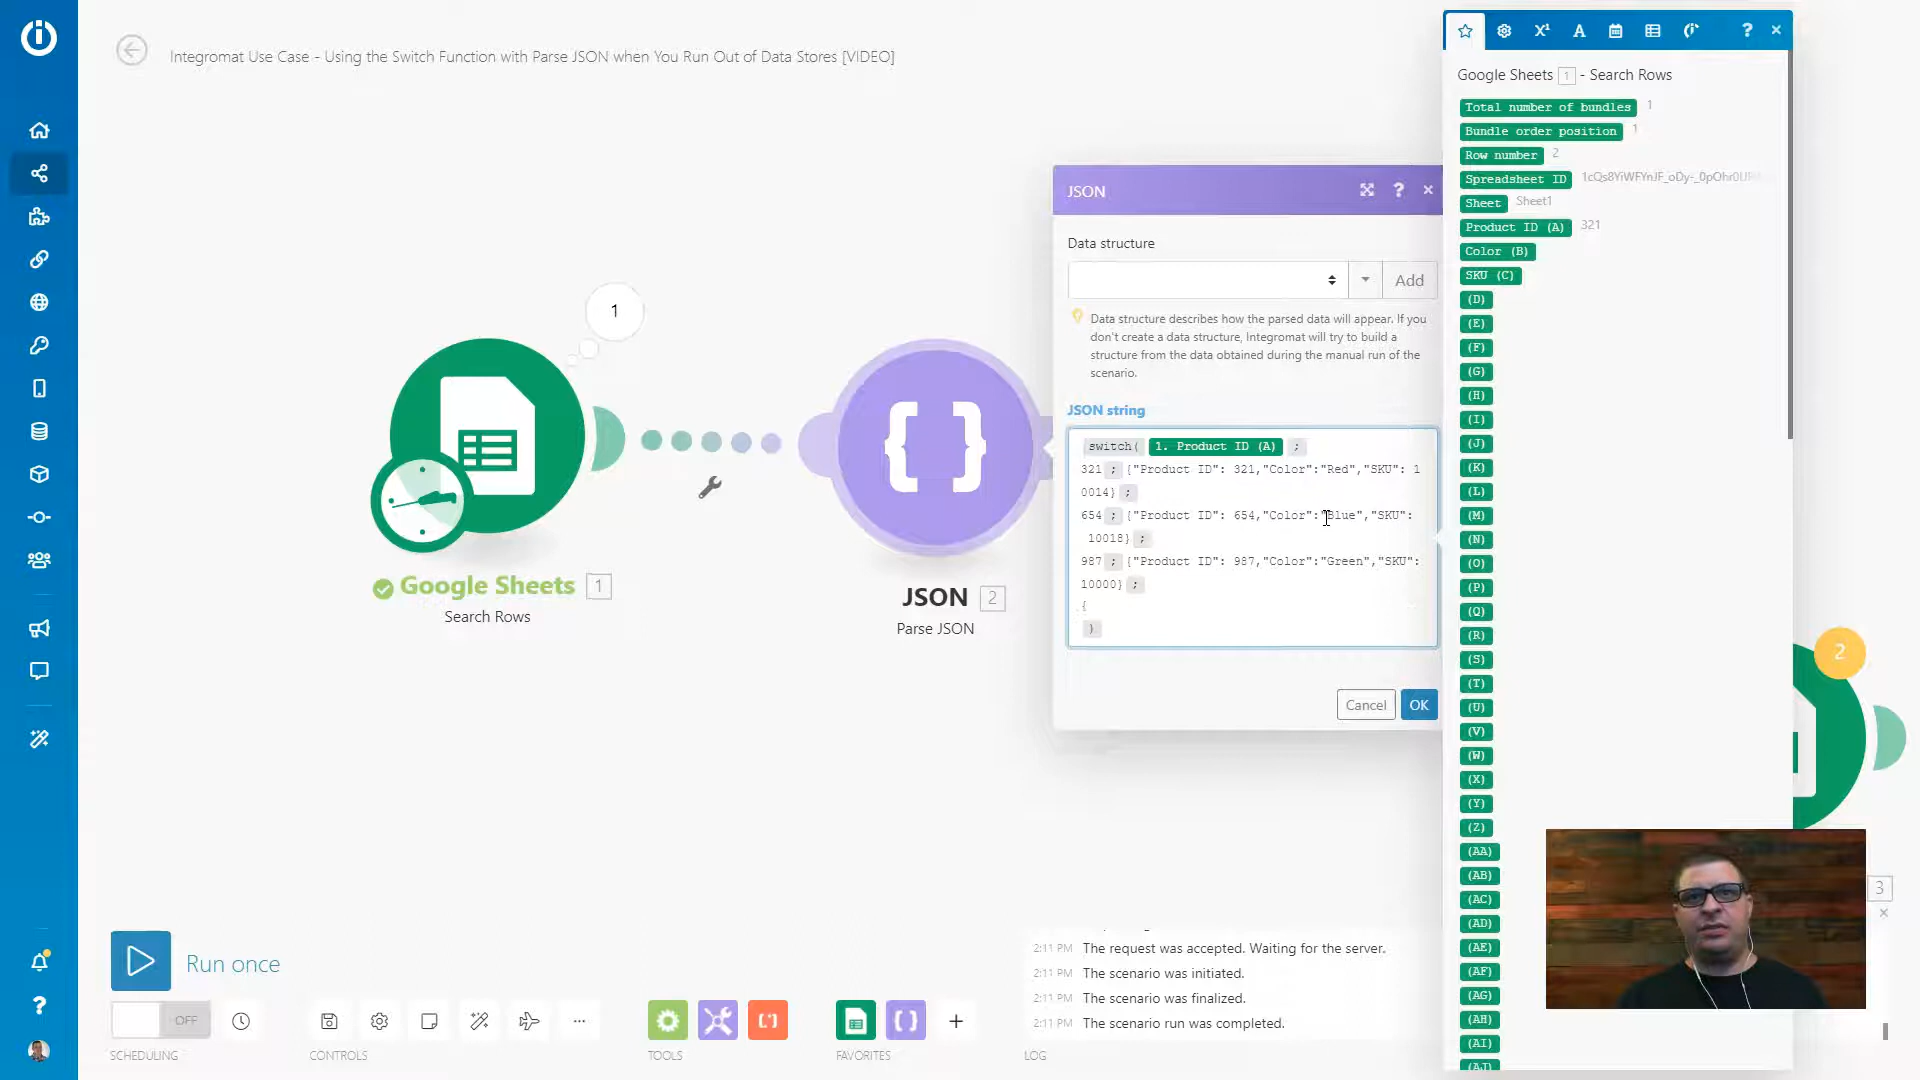 Integromat Use Case - Using the Switch Function with Parse JSON when You Run Out of Data Stores [VIDEO]
1
Google Sheets 1
Search Rows
JSON 2
Parse JSON
JSON
Data structure
Add
Data structure describes how the parsed data will appear. If you
don't create a data structure, Integromat will try to build a
structure from the data obtained during the manual run of the
scenario.
JSON string
switch( 1. Product ID (A) ;
321 ; {"Product ID": 321,"Color":"Red","SKU": 1
0014} ;
654 ; {"Product ID": 654,"Color":"Blue","SKU":
10018} ;
987 ; {"Product ID": 987,"Color":"Green","SKU":
10000} ;
{
)
Cancel OK
Google Sheets 1 - Search Rows
Total number of bundles 1
Bundle order position 1
Row number 2
Spreadsheet ID
Sheet Sheet1
Product ID (A) 321
Color (B)
SKU (C)
(D)
(E)
(F)
(G)
(H)
(I)
(J)
(K)
(L)
(M)
(N)
(O)
(P)
(Q)
(R)
(S)
(T)
(U)
(V)
(W)
(X)
(Y)
(Z)
(AA)
(AB)
(AC)
(AD)
(AE)
(AF)
(AG)
(AH)
(AI)
(AJ)
2
3
Run once
OFF
SCHEDULING
CONTROLS
TOOLS
FAVORITES
LOG
2:11 PM The request was accepted. Waiting for the server.
2:11 PM The scenario was initiated.
2:11 PM The scenario was finalized.
2:11 PM The scenario run was completed.